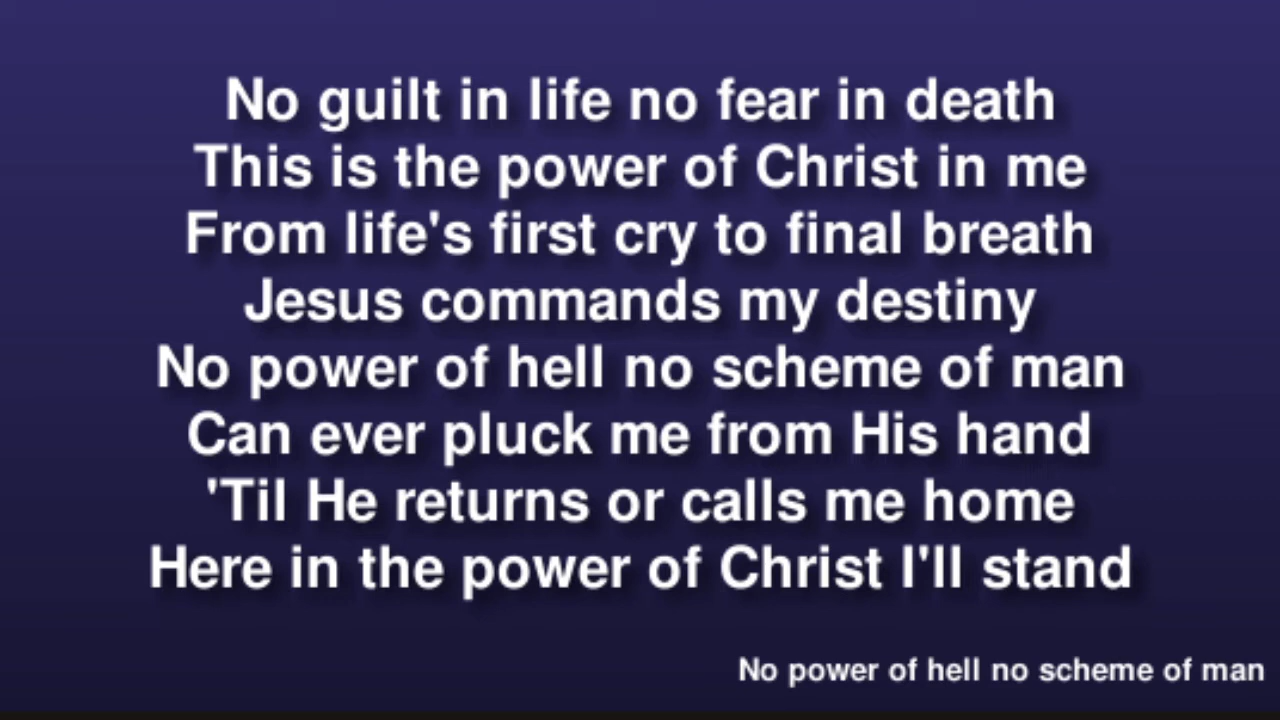 No guilt in life no fear in death
This is the power of Christ in me
From life's first cry to final breath
Jesus commands my destiny
No power of hell no scheme of man
Can ever pluck me from His hand
'Til He returns or calls me home
Here in the power of Christ I'll stand
No power of hell no scheme of man